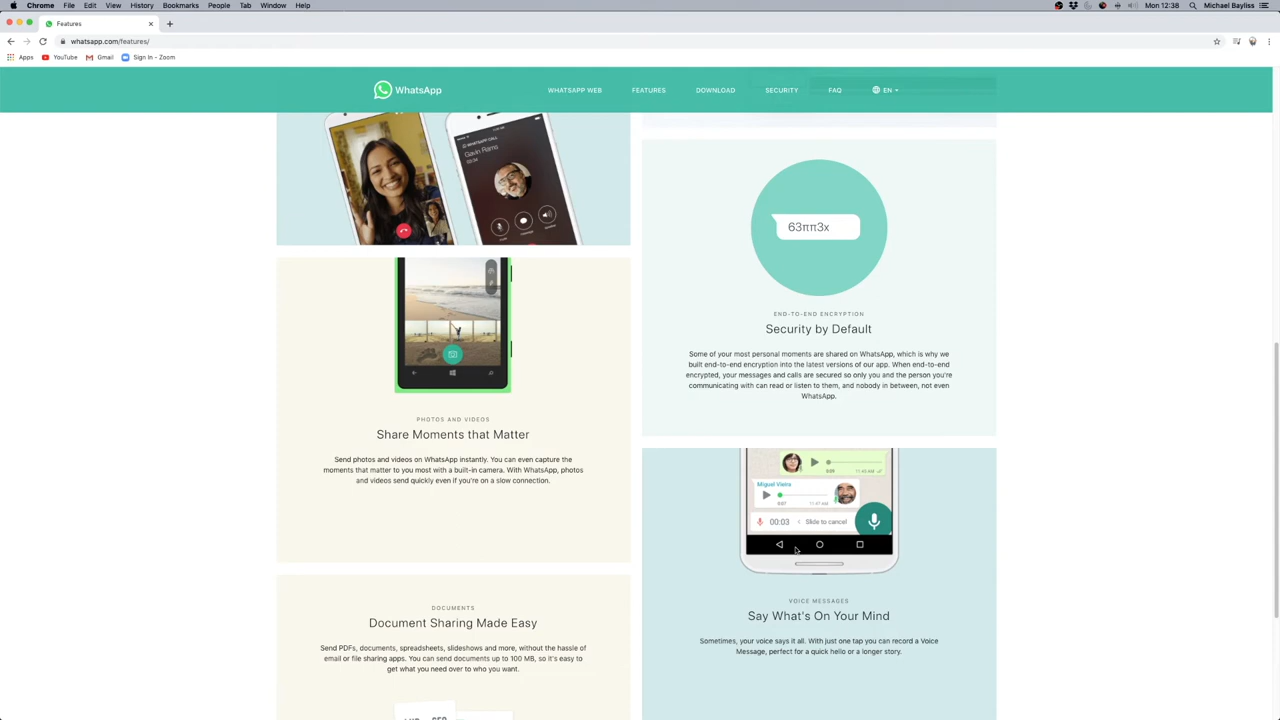 Chrome File Edit View History Bookmarks People Tab Window Help
Mon 12:38 Michael Bayliss
Features
whatsapp.com/features/
Apps YouTube Gmail Sign In - Zoom
WhatsApp
WHATSAPP WEB FEATURES DOWNLOAD SECURITY FAQ EN
WHATSAPP CALL
Gavin Rams
03:54
PHOTOS AND VIDEOS
Share Moments that Matter
Send photos and videos on WhatsApp instantly. You can even capture the
moments that matter to you most with a built-in camera. With WhatsApp, photos
and videos send quickly even if you're on a slow connection.
DOCUMENTS
Document Sharing Made Easy
Send PDFs, documents, spreadsheets, slideshows and more, without the hassle of
email or file sharing apps. You can send documents up to 100 MB, so it's easy to
get what you need over to who you want.
63ππ3x
END-TO-END ENCRYPTION
Security by Default
Some of your most personal moments are shared on WhatsApp, which is why we
built end-to-end encryption into the latest versions of our app. When end-to-end
encrypted, your messages and calls are secured so only you and the person you're
communicating with can read or listen to them, and nobody in between, not even
WhatsApp.
Miguel Vieira
00:03 Slide to cancel
VOICE MESSAGES
Say What's On Your Mind
Sometimes, your voice says it all. With just one tap you can record a Voice
Message, perfect for a quick hello or a longer story.